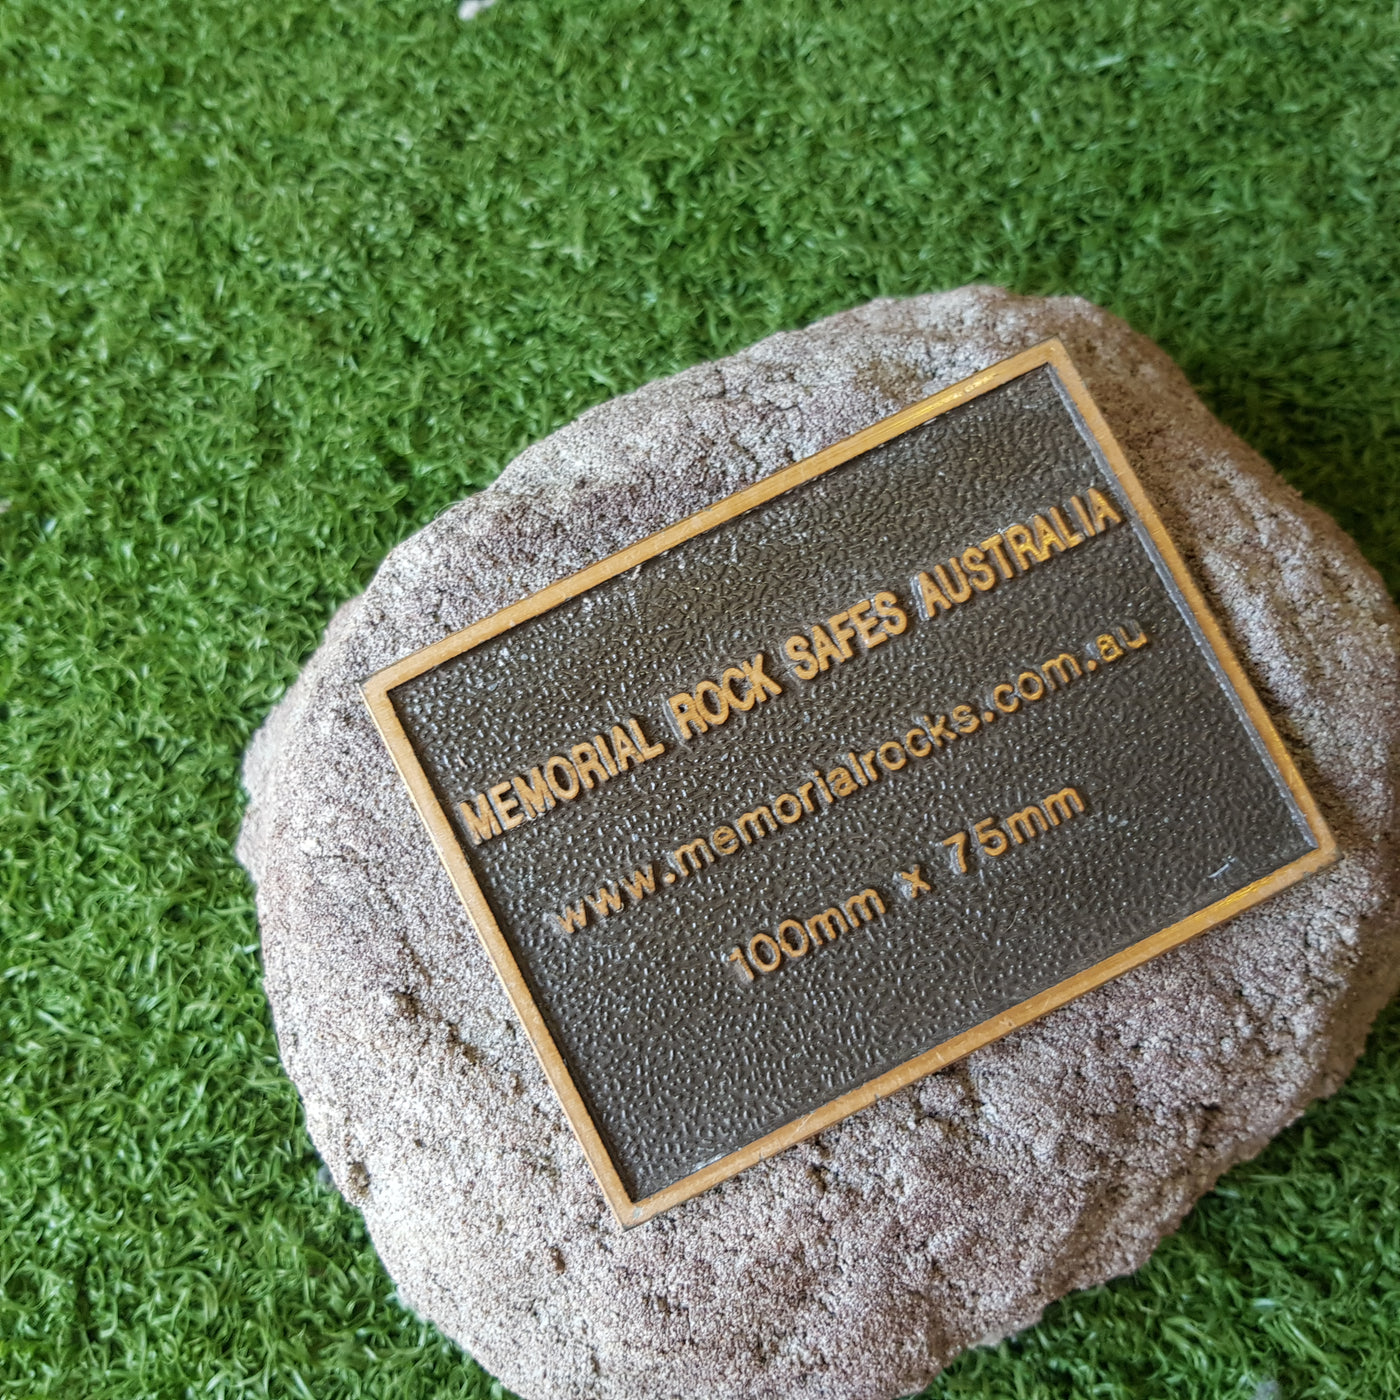 MEMORIAL ROCK SAFES AUSTRALIA
www.memorialrocks.com.au
100mm x 75mm